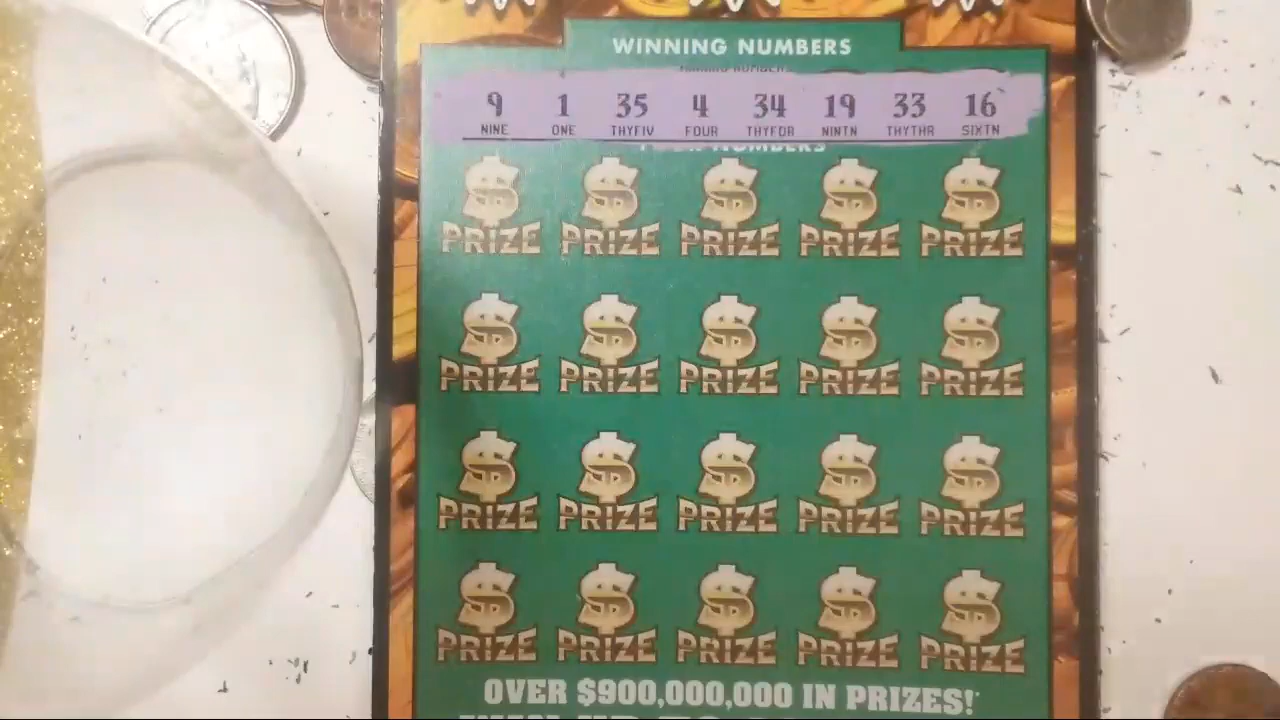 WINNING NUMBERS
9 1 35 4 34 19 33 16
NINE ONE THYFIV FOUR THYFOR NINTN THYTHR SIXTN
NUMBERS
PRIZE PRIZE PRIZE PRIZE PRIZE
PRIZE PRIZE PRIZE PRIZE PRIZE
PRIZE PRIZE PRIZE PRIZE PRIZE
PRIZE PRIZE PRIZE PRIZE PRIZE
OVER $900,000,000 IN PRIZES!